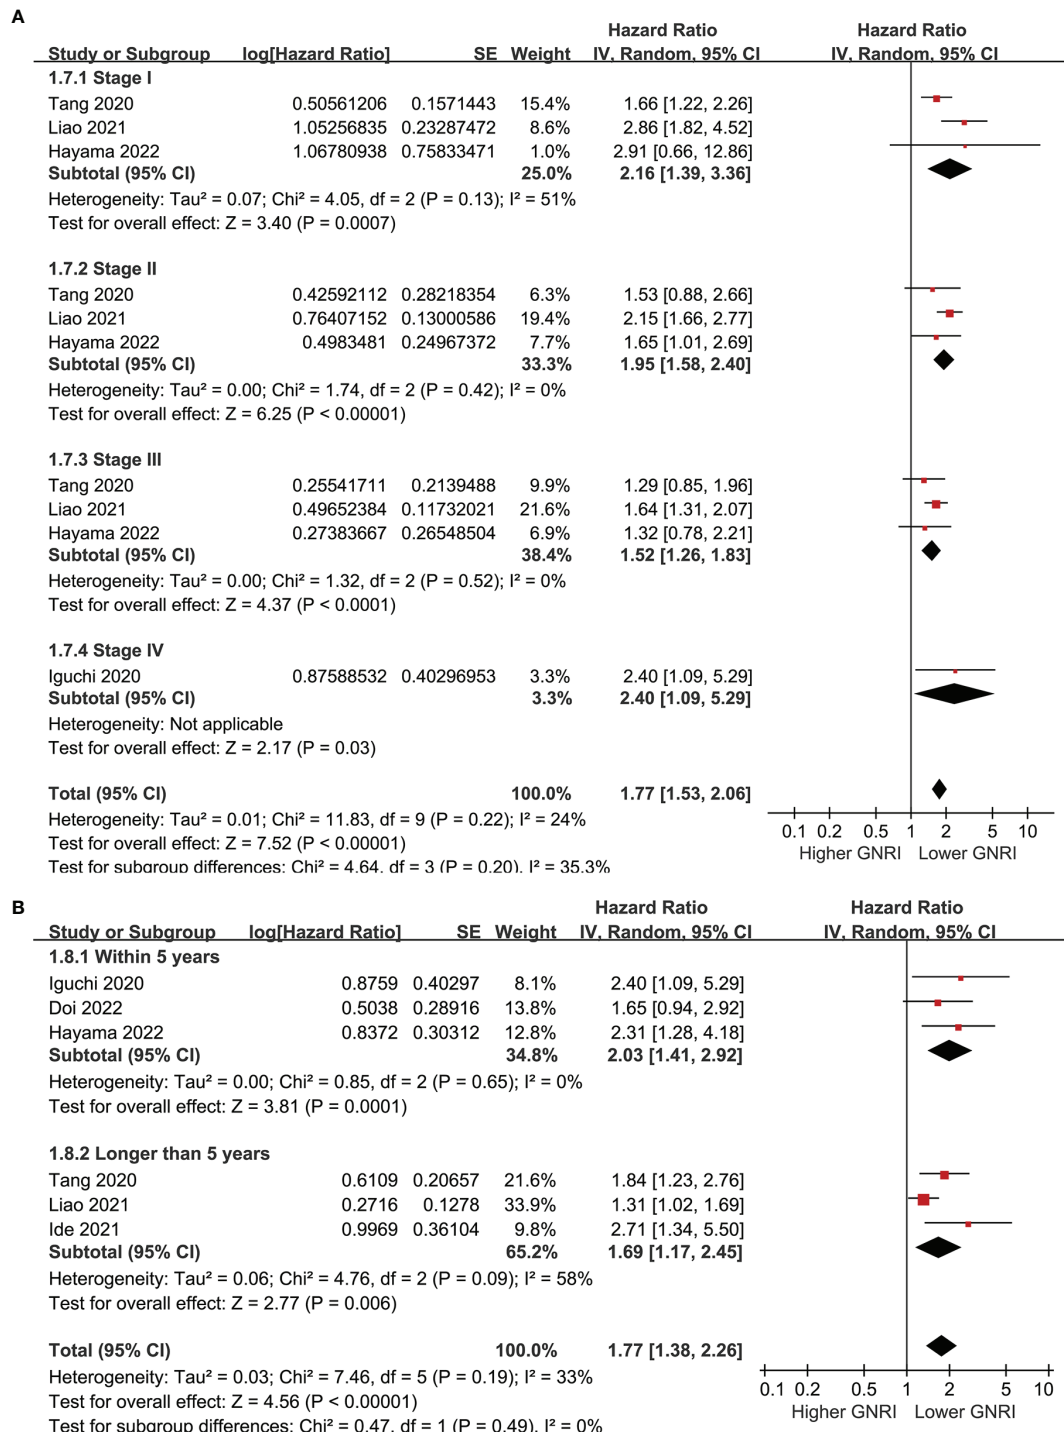 A
Hazard Ratio Hazard Ratio
Study or Subgroup log[Hazard Ratio] SE Weight IV, Random, 95% CI IV, Random, 95% CI
1.7.1 Stage I
Tang 2020 0.50561206 0.1571443 15.4% 1.66 [1.22, 2.26]
Liao 2021 1.05256835 0.23287472 8.6% 2.86 [1.82, 4.52]
Hayama 2022 1.06780938 0.75833471 1.0% 2.91 [0.66, 12.86]
Subtotal (95% CI) 25.0% 2.16 [1.39, 3.36]
Heterogeneity: Tau² = 0.07; Chi² = 4.05, df = 2 (P = 0.13); I² = 51%
Test for overall effect: Z = 3.40 (P = 0.0007)
1.7.2 Stage II
Tang 2020 0.42592112 0.28218354 6.3% 1.53 [0.88, 2.66]
Liao 2021 0.76407152 0.13000586 19.4% 2.15 [1.66, 2.77]
Hayama 2022 0.4983481 0.24967372 7.7% 1.65 [1.01, 2.69]
Subtotal (95% CI) 33.3% 1.95 [1.58, 2.40]
Heterogeneity: Tau² = 0.00; Chi² = 1.74, df = 2 (P = 0.42); I² = 0%
Test for overall effect: Z = 6.25 (P < 0.00001)
1.7.3 Stage III
Tang 2020 0.25541711 0.2139488 9.9% 1.29 [0.85, 1.96]
Liao 2021 0.49652384 0.11732021 21.6% 1.64 [1.31, 2.07]
Hayama 2022 0.27383667 0.26548504 6.9% 1.32 [0.78, 2.21]
Subtotal (95% CI) 38.4% 1.52 [1.26, 1.83]
Heterogeneity: Tau² = 0.00; Chi² = 1.32, df = 2 (P = 0.52); I² = 0%
Test for overall effect: Z = 4.37 (P < 0.0001)
1.7.4 Stage IV
Iguchi 2020 0.87588532 0.40296953 3.3% 2.40 [1.09, 5.29]
Subtotal (95% CI) 3.3% 2.40 [1.09, 5.29]
Heterogeneity: Not applicable
Test for overall effect: Z = 2.17 (P = 0.03)
Total (95% CI) 100.0% 1.77 [1.53, 2.06]
Heterogeneity: Tau² = 0.01; Chi² = 11.83, df = 9 (P = 0.22); I² = 24%
Test for overall effect: Z = 7.52 (P < 0.00001)
Test for subgroup differences: Chi² = 4.64, df = 3 (P = 0.20), I² = 35.3%
0.1 0.2 0.5 1 2 5 10
Higher GNRI Lower GNRI
B
Hazard Ratio Hazard Ratio
Study or Subgroup log[Hazard Ratio] SE Weight IV, Random, 95% CI IV, Random, 95% CI
1.8.1 Within 5 years
Iguchi 2020 0.8759 0.40297 8.1% 2.40 [1.09, 5.29]
Doi 2022 0.5038 0.28916 13.8% 1.65 [0.94, 2.92]
Hayama 2022 0.8372 0.30312 12.8% 2.31 [1.28, 4.18]
Subtotal (95% CI) 34.8% 2.03 [1.41, 2.92]
Heterogeneity: Tau² = 0.00; Chi² = 0.85, df = 2 (P = 0.65); I² = 0%
Test for overall effect: Z = 3.81 (P = 0.0001)
1.8.2 Longer than 5 years
Tang 2020 0.6109 0.20657 21.6% 1.84 [1.23, 2.76]
Liao 2021 0.2716 0.1278 33.9% 1.31 [1.02, 1.69]
Ide 2021 0.9969 0.36104 9.8% 2.71 [1.34, 5.50]
Subtotal (95% CI) 65.2% 1.69 [1.17, 2.45]
Heterogeneity: Tau² = 0.06; Chi² = 4.76, df = 2 (P = 0.09); I² = 58%
Test for overall effect: Z = 2.77 (P = 0.006)
Total (95% CI) 100.0% 1.77 [1.38, 2.26]
Heterogeneity: Tau² = 0.03; Chi² = 7.46, df = 5 (P = 0.19); I² = 33%
Test for overall effect: Z = 4.56 (P < 0.00001)
Test for subgroup differences: Chi² = 0.47, df = 1 (P = 0.49), I² = 0%
0.1 0.2 0.5 1 2 5 10
Higher GNRI Lower GNRI